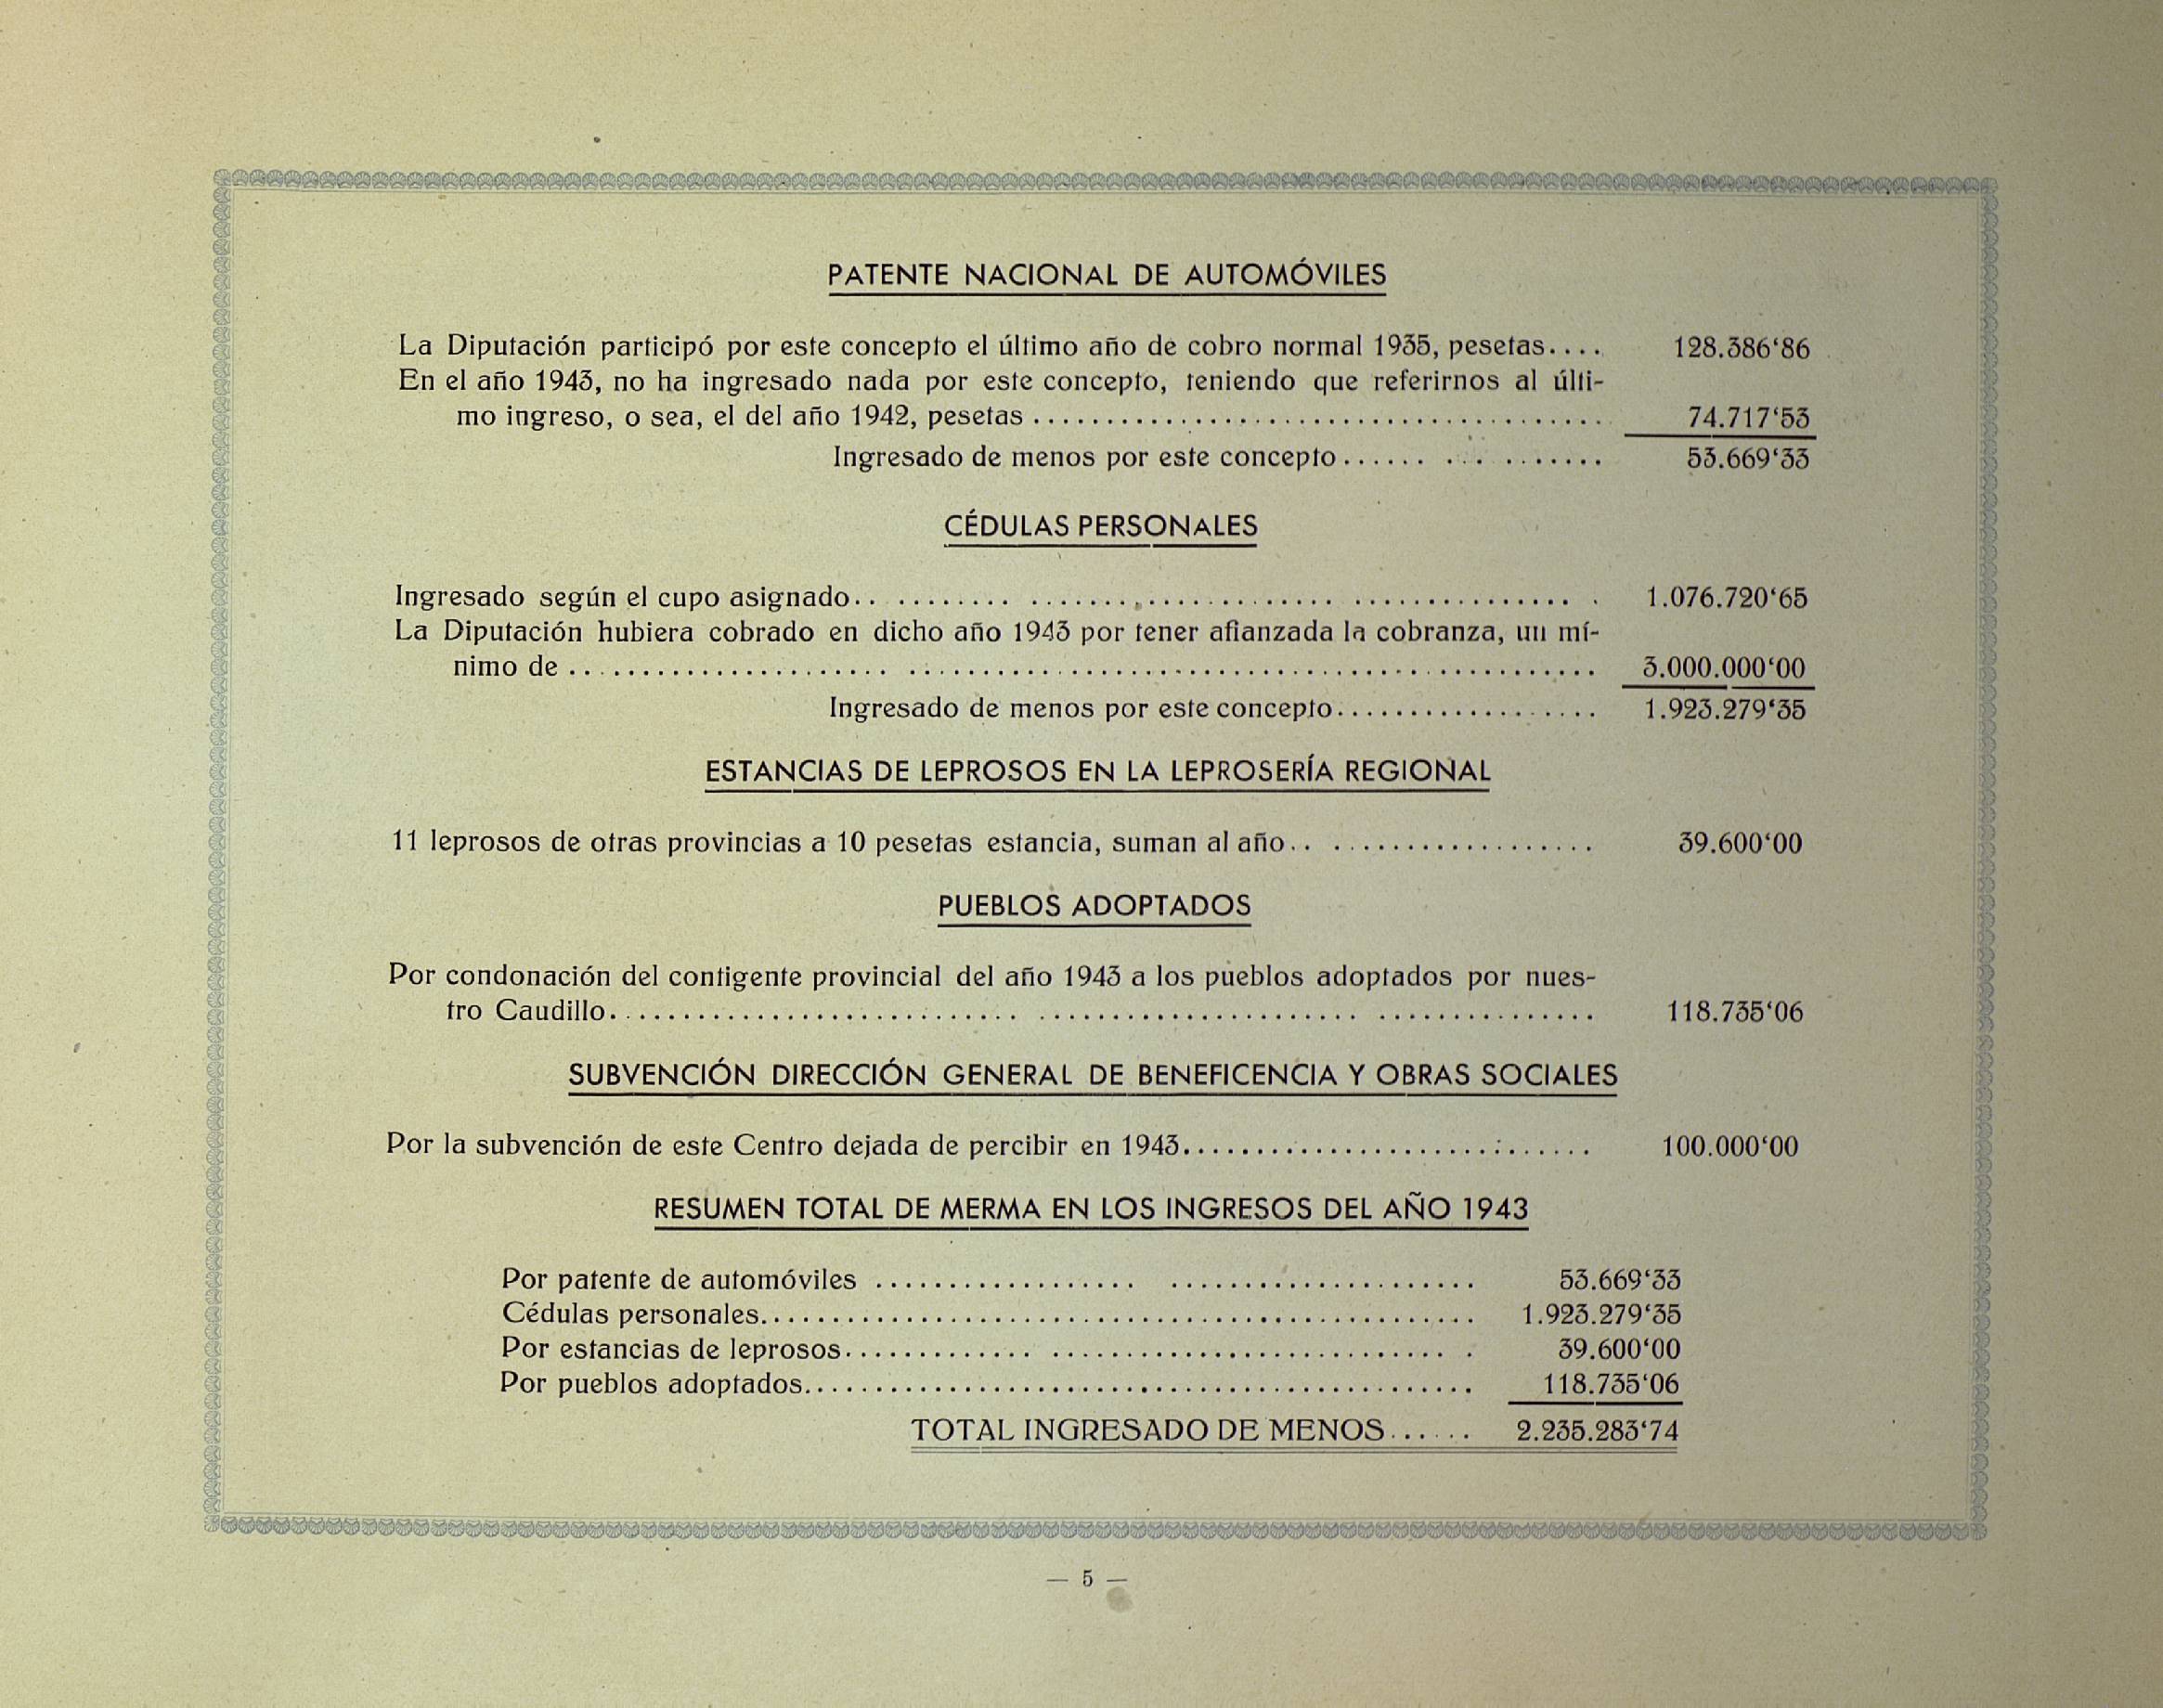 PATENTE NACIONAL DE AUTOMÓVILES
La Diputación participó por este concepto el último año de cobro normal 1935, pesetas.... 128.386‘86
En el año 1943, no ha ingresado nada por este concepto, teniendo que referirnos al últi-
mo ingreso, o sea, el del año 1942, pesetas ........................................ 74.717‘53
Ingresado de menos por este concepto...... ... ....... 53.669‘33
CÉDULAS PERSONALES
Ingresado según el cupo asignado.. ........ ..................... ............... . 1.076.720‘65
La Diputación hubiera cobrado en dicho año 1943 por tener afianzada la cobranza, un mí-
nimo de ...................... ............................................... 3.000.000‘00
Ingresado de menos por este concepto.................. 1.923.279‘35
ESTANCIAS DE LEPROSOS EN LA LEPROSERÍA REGIONAL
11 leprosos de otras provincias a 10 pesetas estancia, suman al año.. .................. 39.600‘00
PUEBLOS ADOPTADOS
Por condonación del contigente provincial del año 1943 a los pueblos adoptados por nues-
tro Caudillo............................ ...................... ............... 118.735‘06
SUBVENCIÓN DIRECCIÓN GENERAL DE BENEFICENCIA Y OBRAS SOCIALES
Por la subvención de este Centro dejada de percibir en 1943............................ 100.000‘00
RESUMEN TOTAL DE MERMA EN LOS INGRESOS DEL AÑO 1943
Por patente de automóviles .................. ..................... 53.669‘33
Cédulas personales................................................. 1.923.279‘35
Por estancias de leprosos............. ........................... . 39.600‘00
Por pueblos adoptados.............................................. 118.735‘06
TOTAL INGRESADO DE MENOS...... 2.235.283‘74
— 5 —